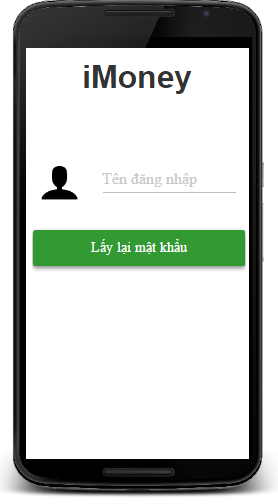 iMoney
Tên đăng nhập
Lấy lại mật khẩu